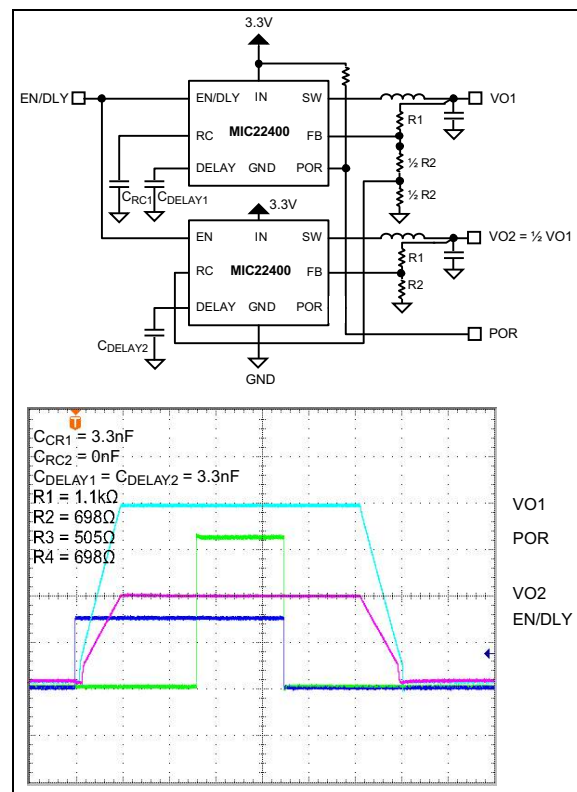 3.3V
EN/DLY
EN/DLY IN SW
VO1
R1
RC MIC22400 FB
½ R2
DELAY GND POR
½ R2
CRC1 CDELAY1
3.3V
EN IN SW
VO2 = ½ VO1
R1
RC MIC22400 FB
R2
DELAY GND POR
POR
CDELAY2
GND
T
CCR1 = 3.3nF
CRC2 = 0nF
CDELAY1 = CDELAY2 = 3.3nF
R1 = 1.1kΩ
R2 = 698Ω
R3 = 505Ω
R4 = 698Ω
VO1
POR
VO2
EN/DLY